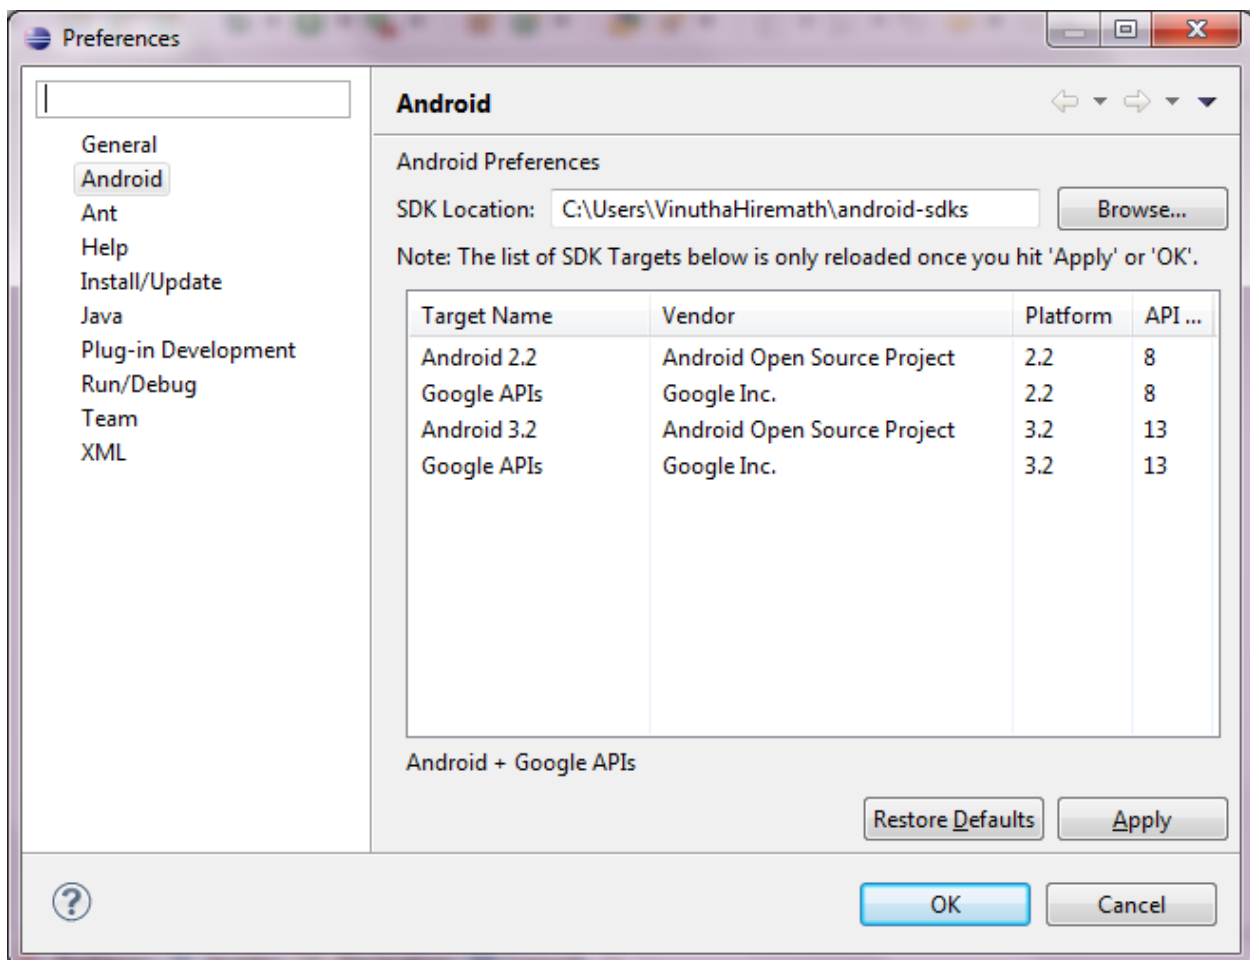 Preferences
General
Android
Ant
Help
Install/Update
Java
Plug-in Development
Run/Debug
Team
XML
Android
Android Preferences
SDK Location: C:\Users\VinuthaHiremath\android-sdks Browse...
Note: The list of SDK Targets below is only reloaded once you hit 'Apply' or 'OK'.
Target Name Vendor Platform API ...
Android 2.2 Android Open Source Project 2.2 8
Google APIs Google Inc. 2.2 8
Android 3.2 Android Open Source Project 3.2 13
Google APIs Google Inc. 3.2 13
Android + Google APIs
Restore Defaults Apply
OK Cancel